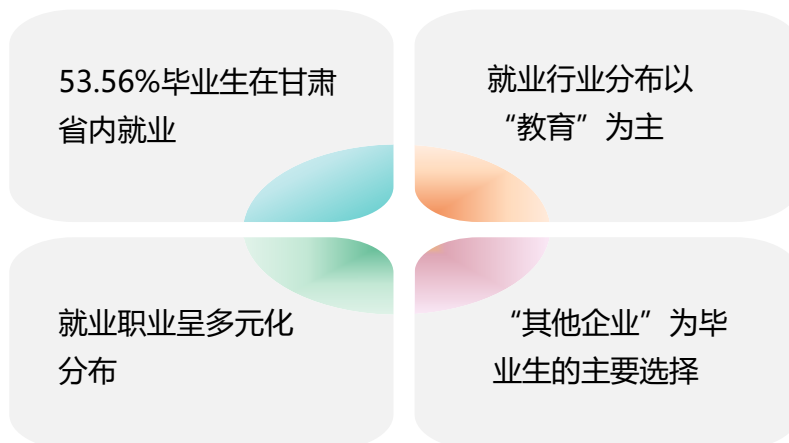 53.56%毕业生在甘肃
省内就业
就业行业分布以
“教育”为主
就业职业呈多元化
分布
“其他企业”为毕
业生的主要选择